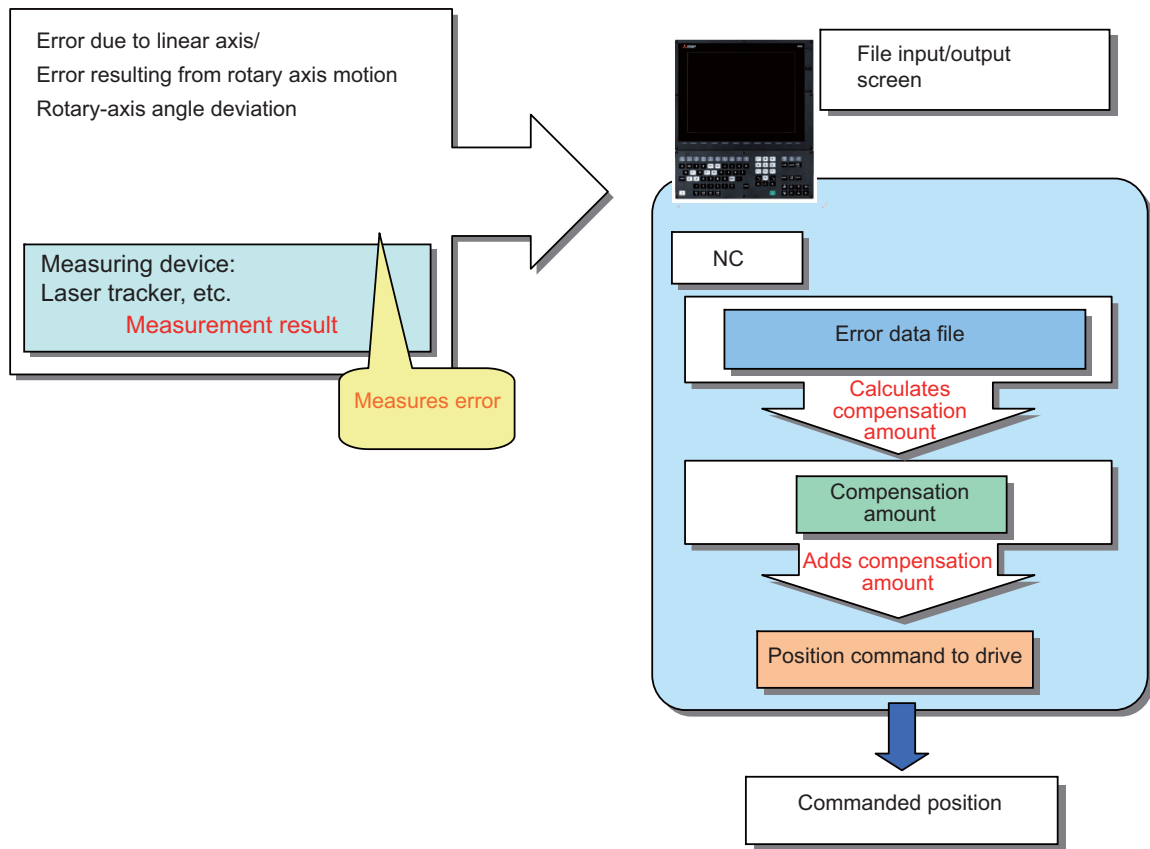 Error due to linear axis/
Error resulting from rotary axis motion
Rotary-axis angle deviation
Measuring device:
Laser tracker, etc.
Measurement result
Measures error
File input/output
screen
NC
Error data file
Calculates
compensation
amount
Compensation
amount
Adds compensation
amount
Position command to drive
Commanded position